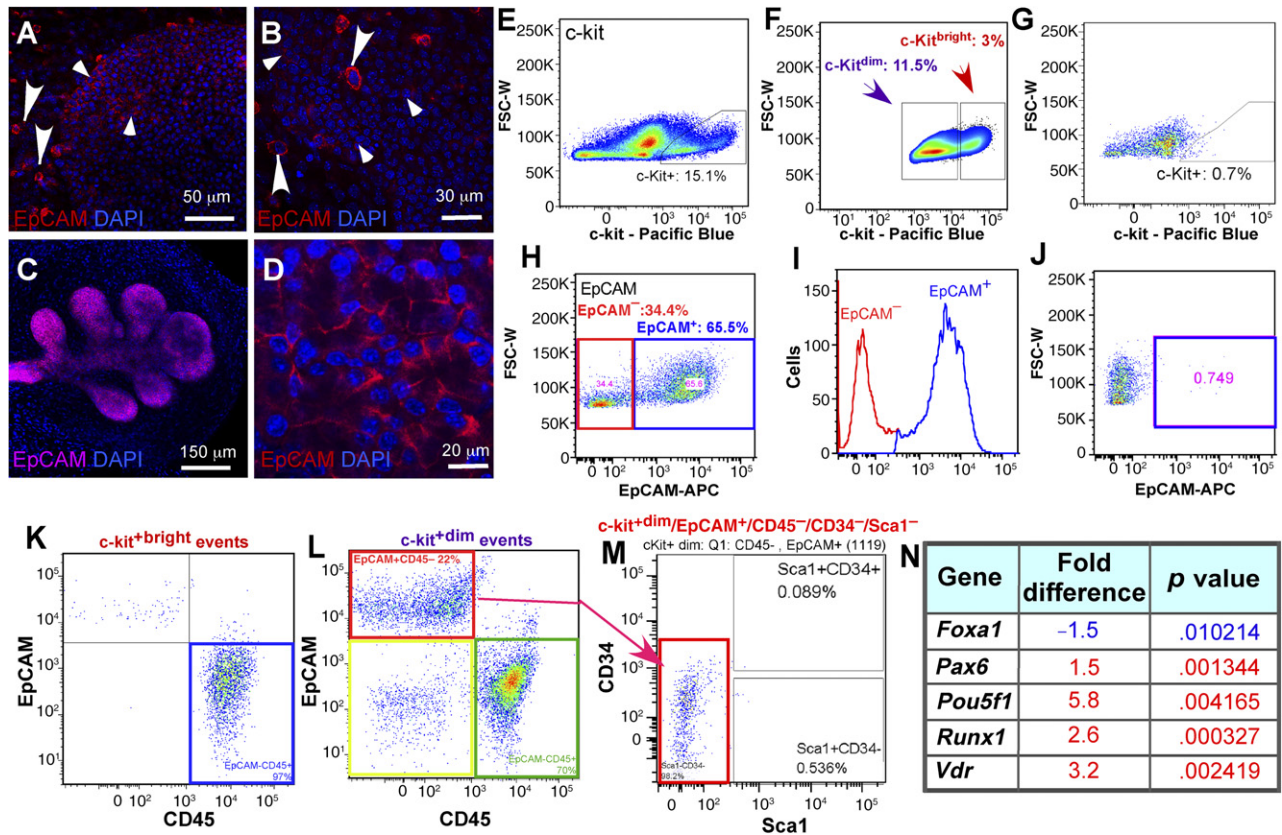 A
50 µm
EpCAM DAPI
B
30 µm
EpCAM DAPI
C
150 µm
EpCAM DAPI
D
20 µm
EpCAM DAPI
E
c-kit
250K
200K
150K
100K
50K
0
FSC-W
c-Kit+: 15.1%
0 10³ 10⁴ 10⁵
c-kit - Pacific Blue
F
c-Kitbright: 3%
c-Kitdim: 11.5%
250K
200K
150K
100K
50K
0
FSC-W
10¹ 10² 10³ 10⁴ 10⁵
c-kit - Pacific Blue
G
250K
200K
150K
100K
50K
0
FSC-W
c-Kit+: 0.7%
0 10³ 10⁴ 10⁵
c-kit - Pacific Blue
H
EpCAM
EpCAM−:34.4%
EpCAM+: 65.5%
250K
200K
150K
100K
50K
0
FSC-W
34.4
65.6
0 10² 10³ 10⁴ 10⁵
EpCAM-APC
I
EpCAM−
EpCAM+
150
100
50
0
Cells
0 10² 10³ 10⁴ 10⁵
J
250K
200K
150K
100K
50K
0
FSC-W
0.749
0 10² 10³ 10⁴ 10⁵
EpCAM-APC
K
c-kit+bright events
10⁵
10⁴
10³
10²
10¹
EpCAM
EpCAM-CD45+
97%
0 10² 10³ 10⁴ 10⁵
CD45
L
c-kit+dim events
EpCAM+CD45– 22%
10⁵
10⁴
10³
10²
10¹
EpCAM
EpCAM-CD45+
70%
0 10² 10³ 10⁴ 10⁵
CD45
c-kit+dim/EpCAM+/CD45−/CD34−/Sca1−
M
cKit+ dim: Q1: CD45- , EpCAM+ (1119)
Sca1+CD34+
0.089%
10⁵
10⁴
10³
10²
0
CD34
Sca1+CD34-
0.536%
Sca1-CD34-
98.2%
0 10² 10³ 10⁴ 10⁵
Sca1
N
Gene Fold difference p value
Foxa1 −1.5 .010214
Pax6 1.5 .001344
Pou5f1 5.8 .004165
Runx1 2.6 .000327
Vdr 3.2 .002419